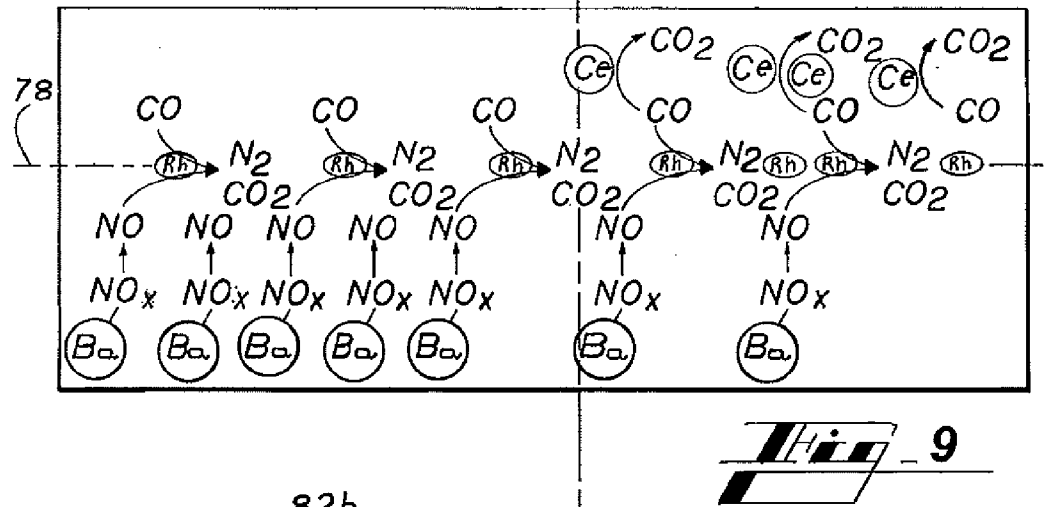 CO2 CO2 CO2
Ce Ce Ce Ce
78 CO CO CO CO CO CO
Rh N2 Rh N2 Rh N2 Rh N2 Rh Rh N2 Rh
CO2 CO2 CO2 CO2 CO2
NO NO NO NO NO NO NO
NOx NOx NOx NOx NOx NOx NOx
Ba Ba Ba Ba Ba Ba Ba
Fig_9
82b